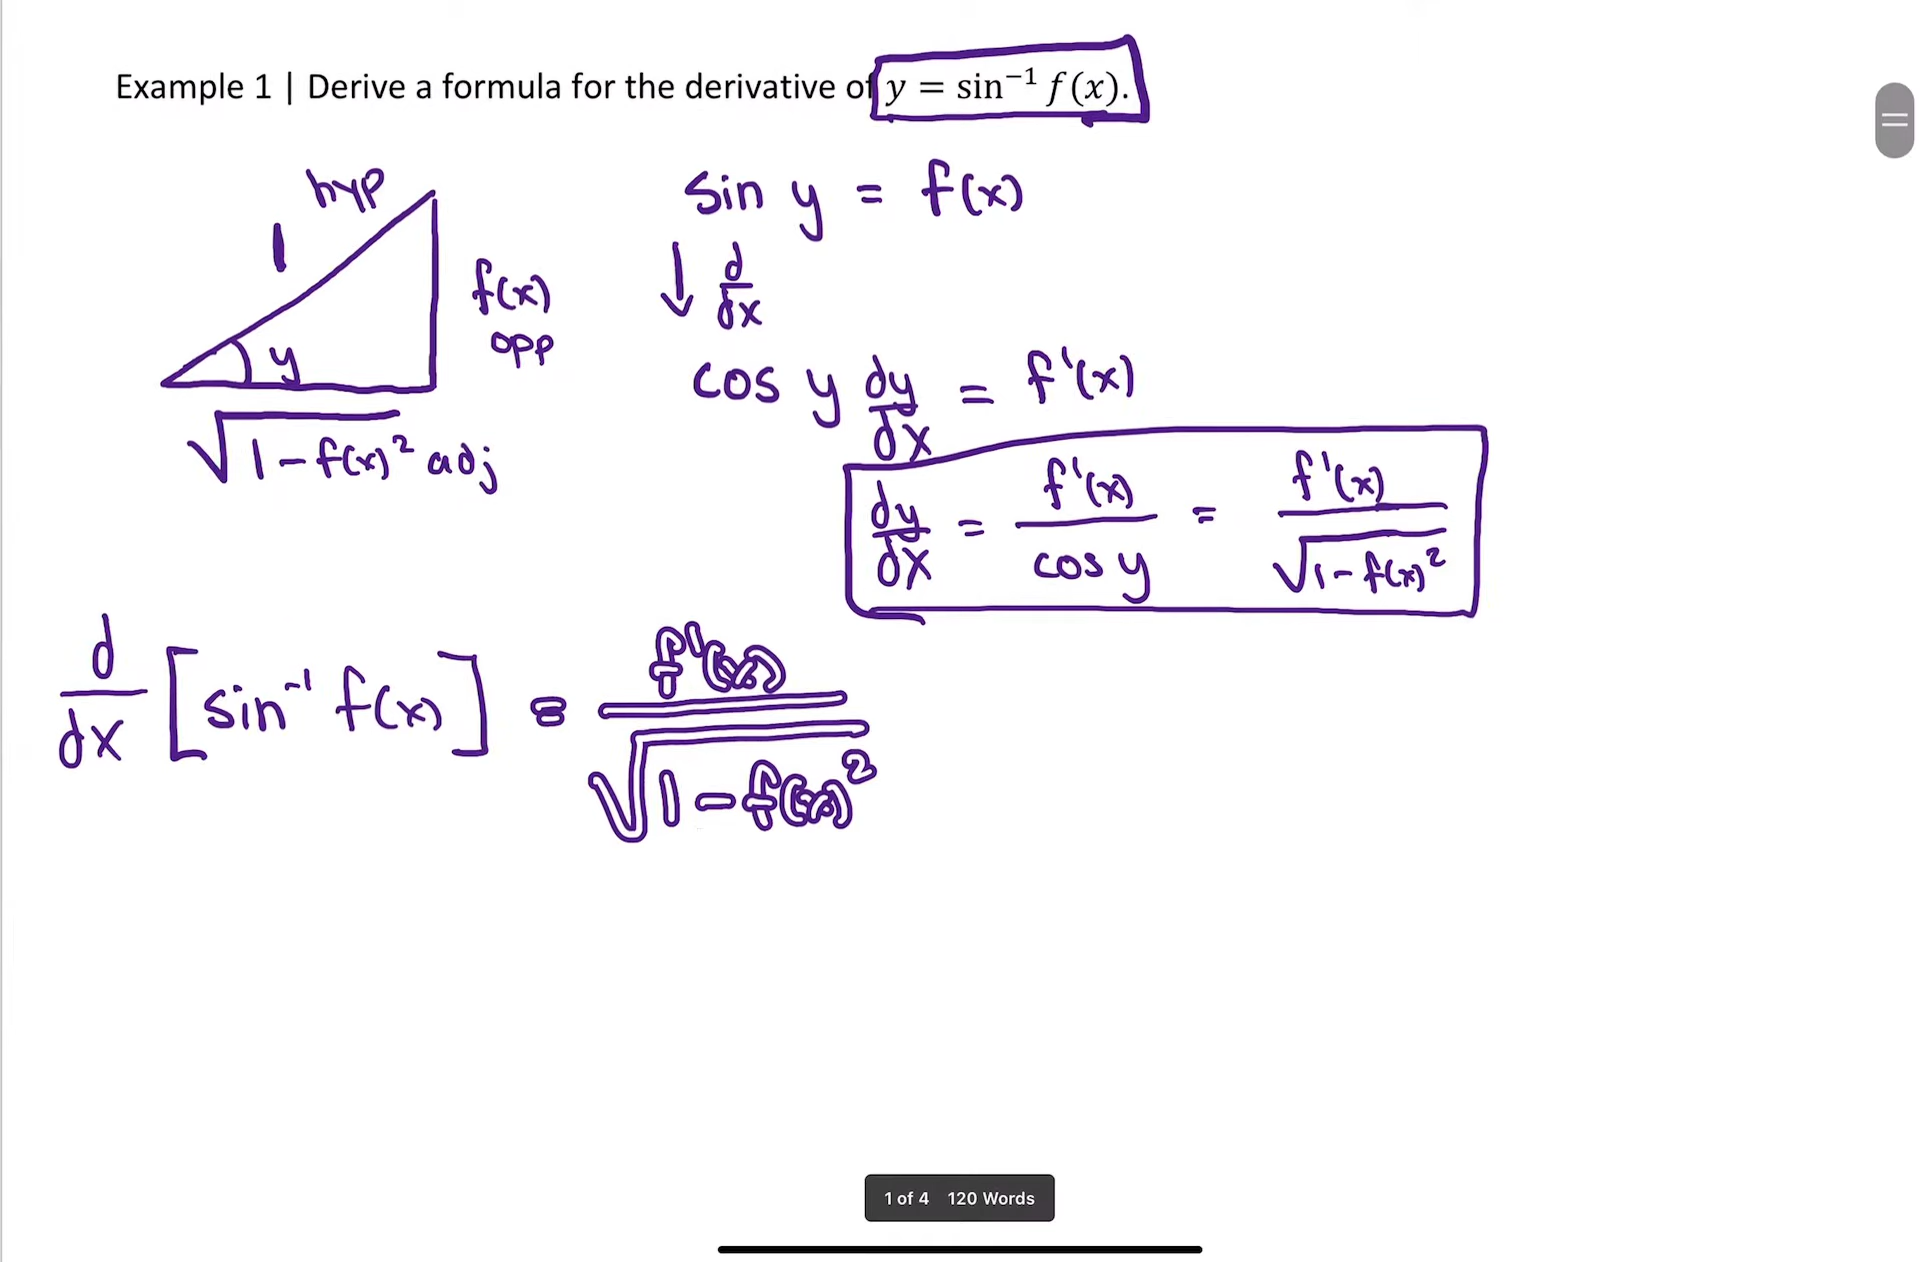 Example 1 | Derive a formula for the derivative of y = sin⁻¹ f(x).
hyp
1
f(x)
opp
y
√1-f(x)² adj
sin y = f(x)
↓ d/dx
cos y dy/dx = f'(x)
dy/dx = f'(x)/cos y = f'(x)/√1-f(x)²
d/dx [sin⁻¹ f(x)] = f'(x)/√1-f(x)²
1 of 4 120 Words